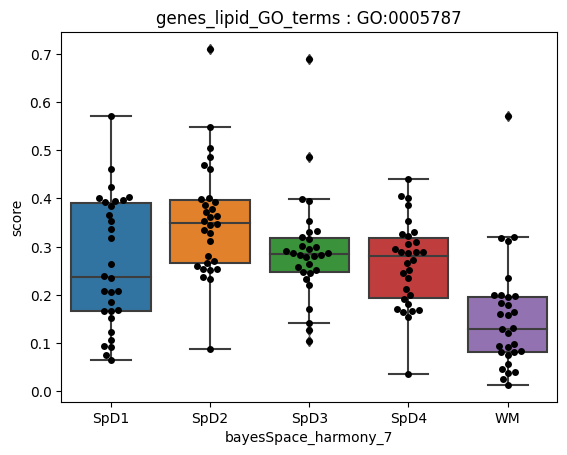 genes_lipid_GO_terms : GO:0005787
0.7
0.6
0.5
0.4
0.3
0.2
0.1
0.0
score
SpD1 SpD2 SpD3 SpD4 WM
bayesSpace_harmony_7